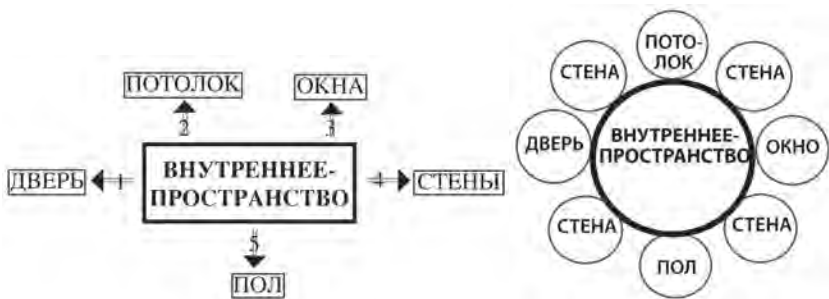 ПОТОЛОК
ОКНА
2
3
ДВЕРЬ
1
ВНУТРЕННЕЕ-
ПРОСТРАНСТВО
4
СТЕНЫ
5
ПОЛ
ПОТО-
ЛОК
СТЕНА
СТЕНА
ДВЕРЬ
ВНУТРЕННЕЕ-
ПРОСТРАНСТВО
ОКНО
СТЕНА
СТЕНА
ПОЛ